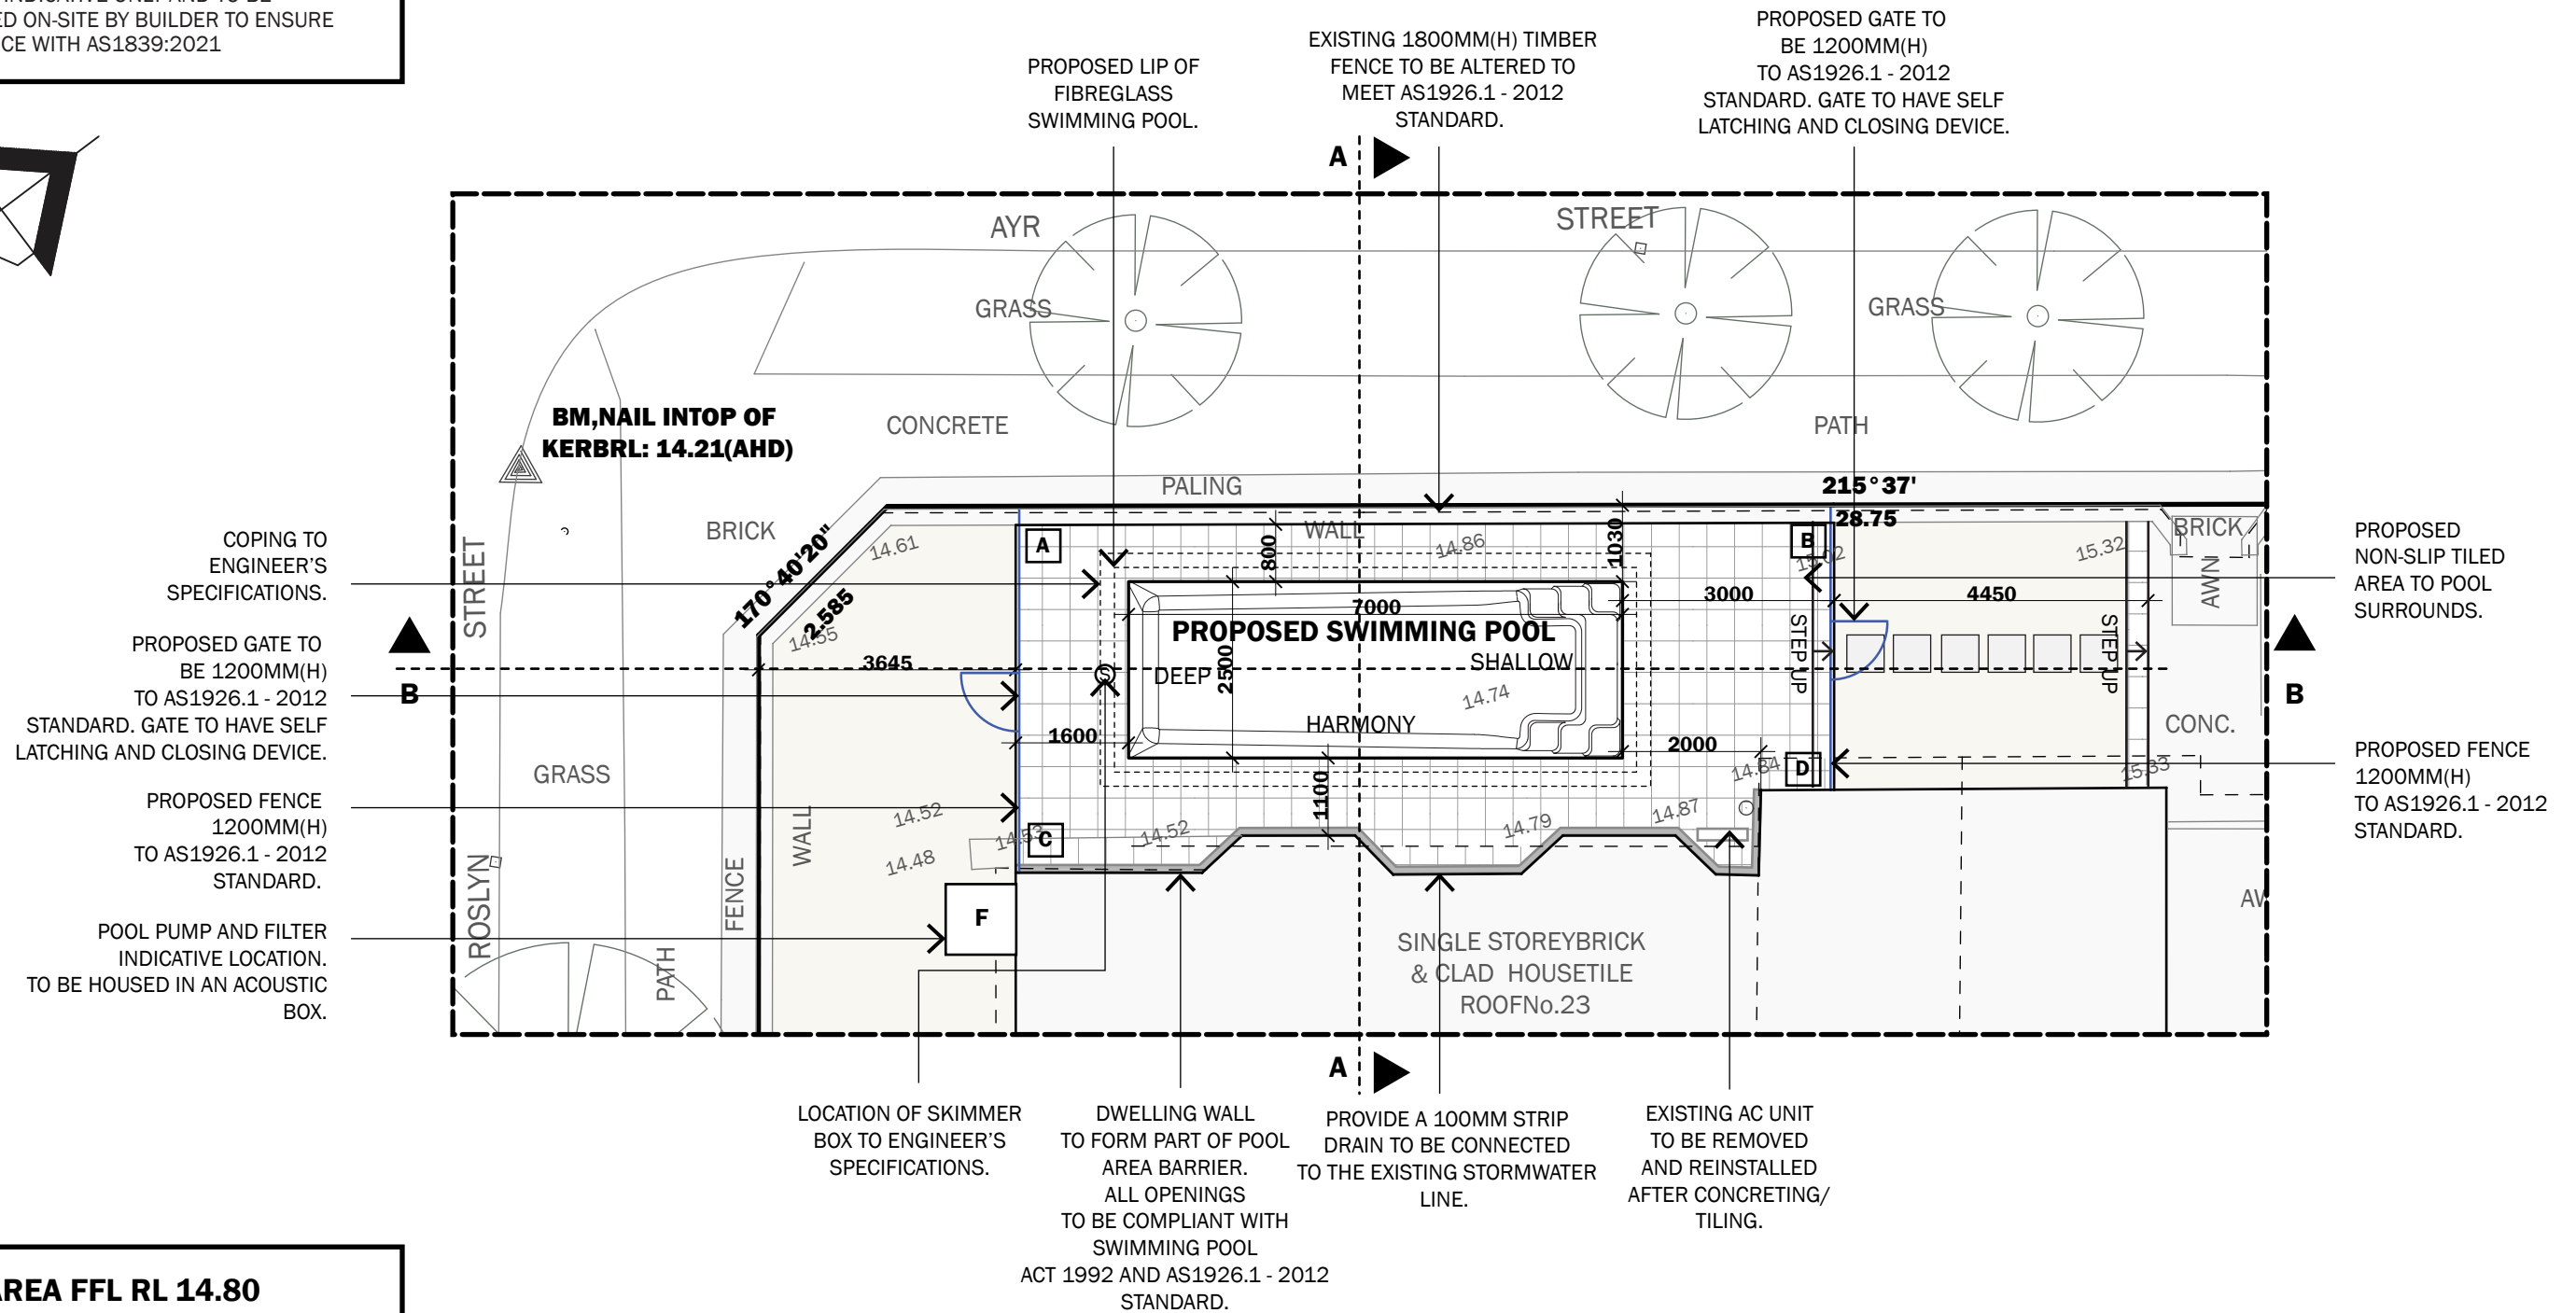 ED ON-SITE BY BUILDER TO ENSURE
CE WITH AS1839:2021
PROPOSED LIP OF
FIBREGLASS
SWIMMING POOL.
EXISTING 1800MM(H) TIMBER
FENCE TO BE ALTERED TO
MEET AS1926.1 - 2012
STANDARD.
PROPOSED GATE TO
BE 1200MM(H)
TO AS1926.1 - 2012
STANDARD. GATE TO HAVE SELF
LATCHING AND CLOSING DEVICE.
A
AYR
STREET
GRASS
GRASS
BM,NAIL INTOP OF
KERBRL: 14.21(AHD)
CONCRETE
PATH
PALING
215°37'
28.75
BRICK
WALL
BRICK
170°40'20"
2.585
14.61
14.55
A
B
800
14.86
1030
15.02
15.32
AWN
STREET
COPING TO
ENGINEER'S
SPECIFICATIONS.
PROPOSED GATE TO
BE 1200MM(H)
TO AS1926.1 - 2012
STANDARD. GATE TO HAVE SELF
LATCHING AND CLOSING DEVICE.
PROPOSED FENCE
1200MM(H)
TO AS1926.1 - 2012
STANDARD.
POOL PUMP AND FILTER
INDICATIVE LOCATION.
TO BE HOUSED IN AN ACOUSTIC
BOX.
B
3645
7000
3000
4450
PROPOSED SWIMMING POOL
S
DEEP
2500
SHALLOW
14.74
HARMONY
STEP UP
STEP UP
B
1600
2000
1100
14.84
D
15.33
CONC.
GRASS
WALL
FENCE
PATH
ROSLYN
14.52
14.48
14.53
C
14.52
14.79
14.87
F
SINGLE STOREYBRICK
& CLAD HOUSETILE
ROOFNo.23
AW
PROPOSED
NON-SLIP TILED
AREA TO POOL
SURROUNDS.
PROPOSED FENCE
1200MM(H)
TO AS1926.1 - 2012
STANDARD.
A
LOCATION OF SKIMMER
BOX TO ENGINEER'S
SPECIFICATIONS.
DWELLING WALL
TO FORM PART OF POOL
AREA BARRIER.
ALL OPENINGS
TO BE COMPLIANT WITH
SWIMMING POOL
ACT 1992 AND AS1926.1 - 2012
STANDARD.
PROVIDE A 100MM STRIP
DRAIN TO BE CONNECTED
TO THE EXISTING STORMWATER
LINE.
EXISTING AC UNIT
TO BE REMOVED
AND REINSTALLED
AFTER CONCRETING/
TILING.
AREA FFL RL 14.80